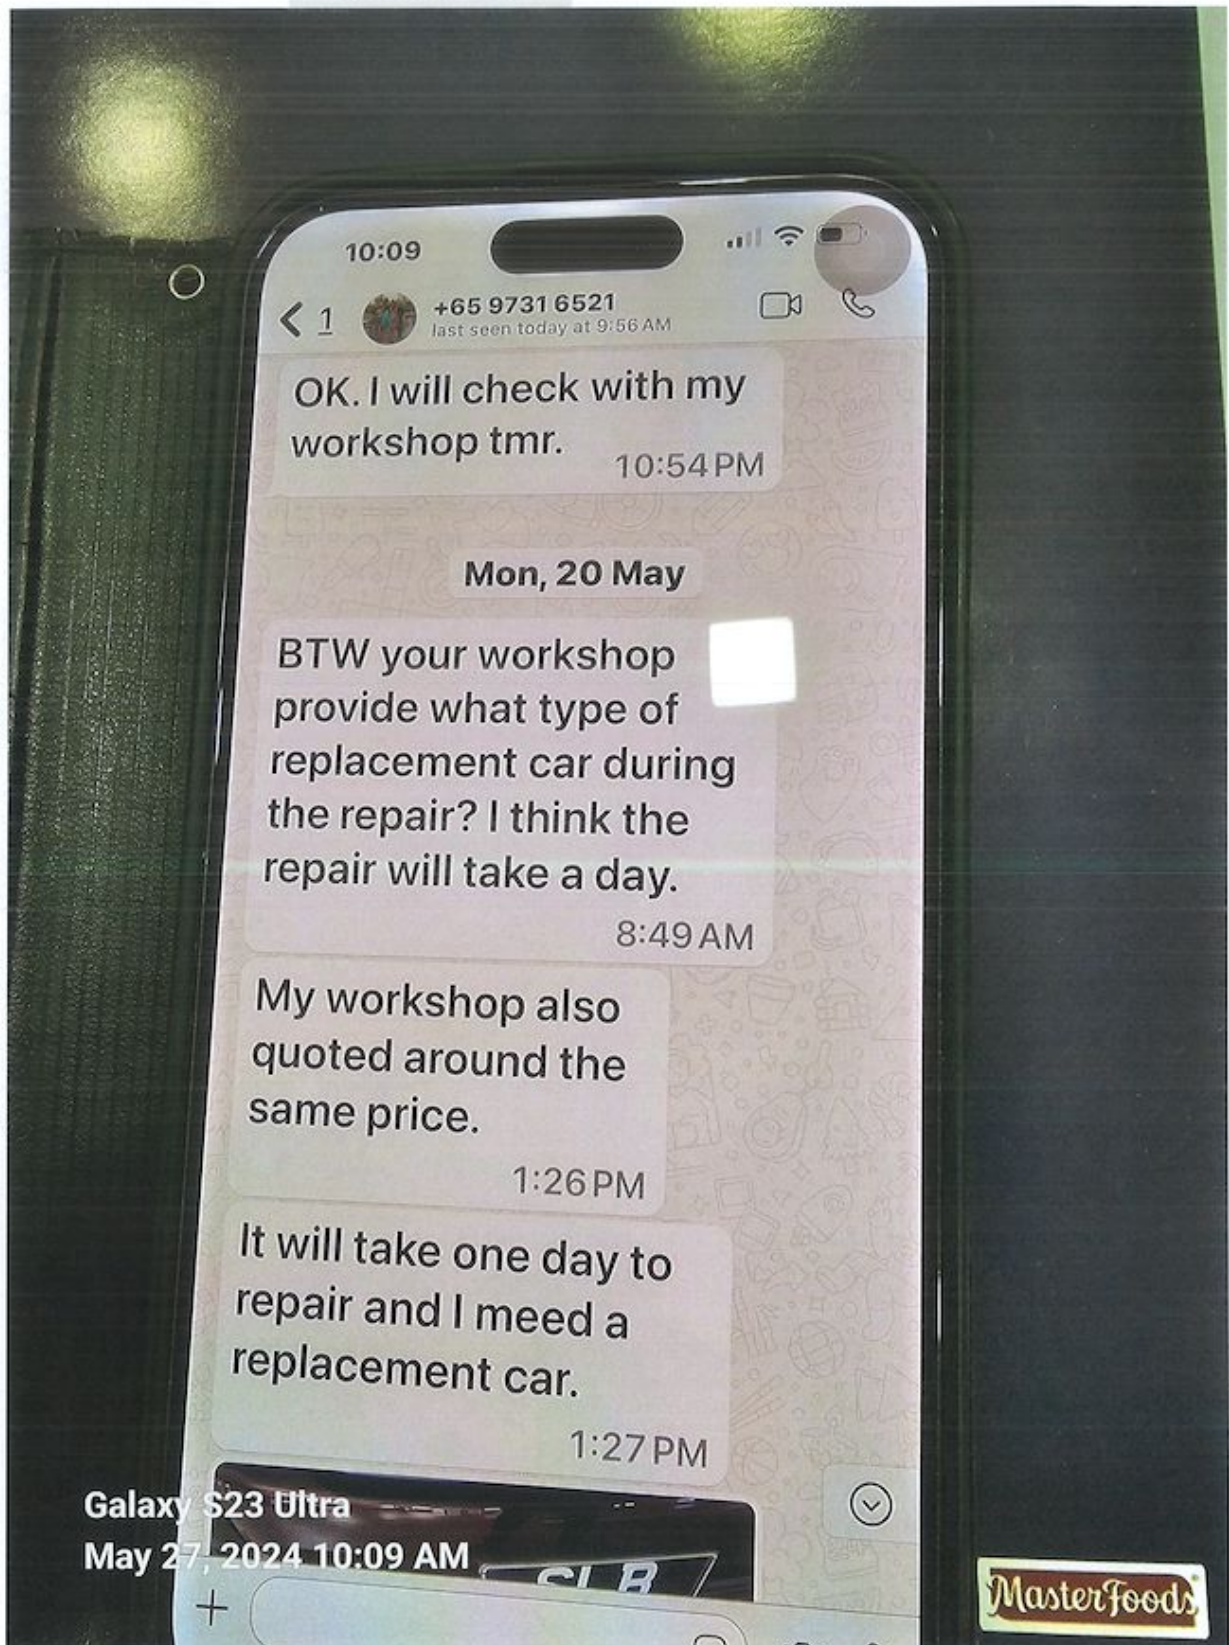 10:09
1
+65 9731 6521
last seen today at 9:56 AM
OK. I will check with my
workshop tmr.
10:54 PM
Mon, 20 May
BTW your workshop
provide what type of
replacement car during
the repair? I think the
repair will take a day.
8:49 AM
My workshop also
quoted around the
same price.
1:26 PM
It will take one day to
repair and I meed a
replacement car.
1:27 PM
Galaxy S23 Ultra
May 27, 2024 10:09 AM
MasterFoods